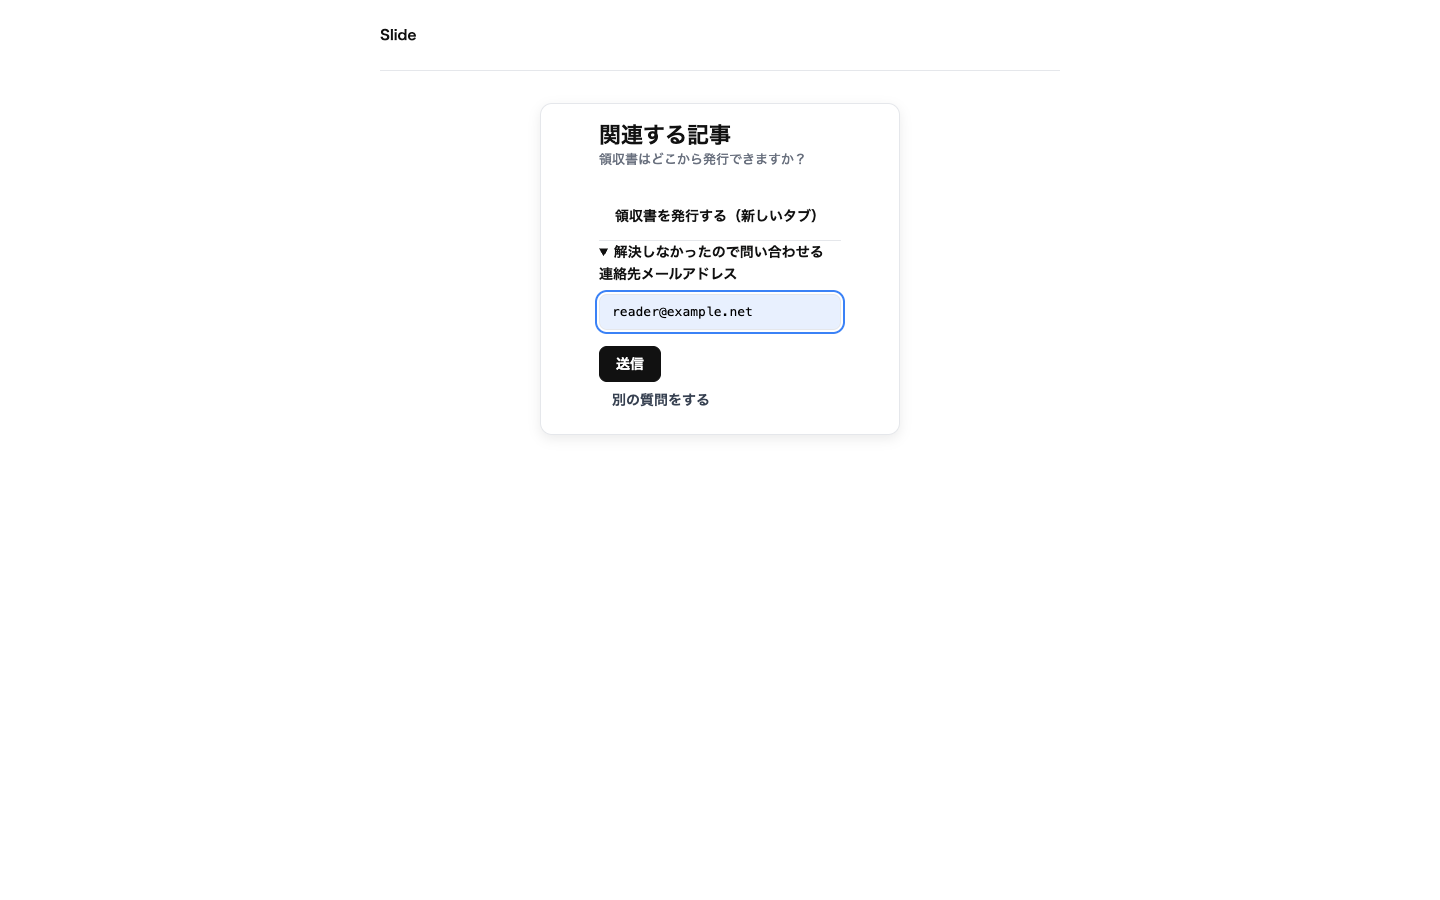 Slide
関連する記事
領収書はどこから発行できますか？
領収書を発行する（新しいタブ）
▼ 解決しなかったので問い合わせる
連絡先メールアドレス
reader@example.net
送信
別の質問をする